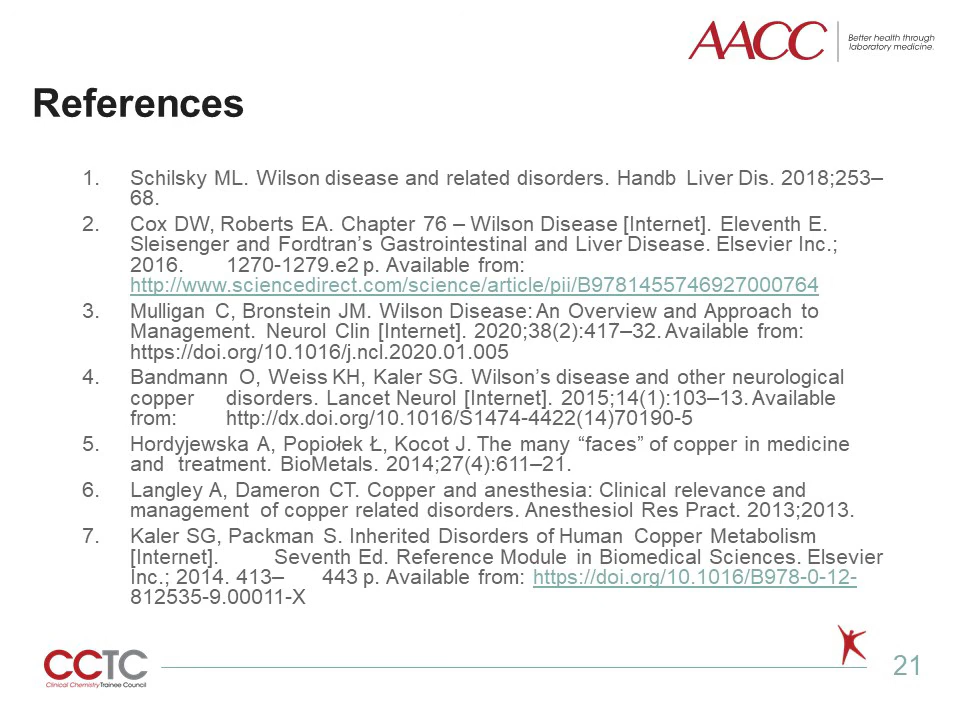 AACC
Better health through
laboratory medicine.
References
1. Schilsky ML. Wilson disease and related disorders. Handb Liver Dis. 2018;253–
68.
2. Cox DW, Roberts EA. Chapter 76 – Wilson Disease [Internet]. Eleventh E.
Sleisenger and Fordtran’s Gastrointestinal and Liver Disease. Elsevier Inc.;
2016. 1270-1279.e2 p. Available from:
http://www.sciencedirect.com/science/article/pii/B9781455746927000764
3. Mulligan C, Bronstein JM. Wilson Disease: An Overview and Approach to
Management. Neurol Clin [Internet]. 2020;38(2):417–32. Available from:
https://doi.org/10.1016/j.ncl.2020.01.005
4. Bandmann O, Weiss KH, Kaler SG. Wilson’s disease and other neurological
copper disorders. Lancet Neurol [Internet]. 2015;14(1):103–13. Available
from: http://dx.doi.org/10.1016/S1474-4422(14)70190-5
5. Hordyjewska A, Popiołek Ł, Kocot J. The many “faces” of copper in medicine
and treatment. BioMetals. 2014;27(4):611–21.
6. Langley A, Dameron CT. Copper and anesthesia: Clinical relevance and
management of copper related disorders. Anesthesiol Res Pract. 2013;2013.
7. Kaler SG, Packman S. Inherited Disorders of Human Copper Metabolism
[Internet]. Seventh Ed. Reference Module in Biomedical Sciences. Elsevier
Inc.; 2014. 413– 443 p. Available from: https://doi.org/10.1016/B978-0-12-
812535-9.00011-X
CCTC
Clinical Chemistry Trainee Council
21